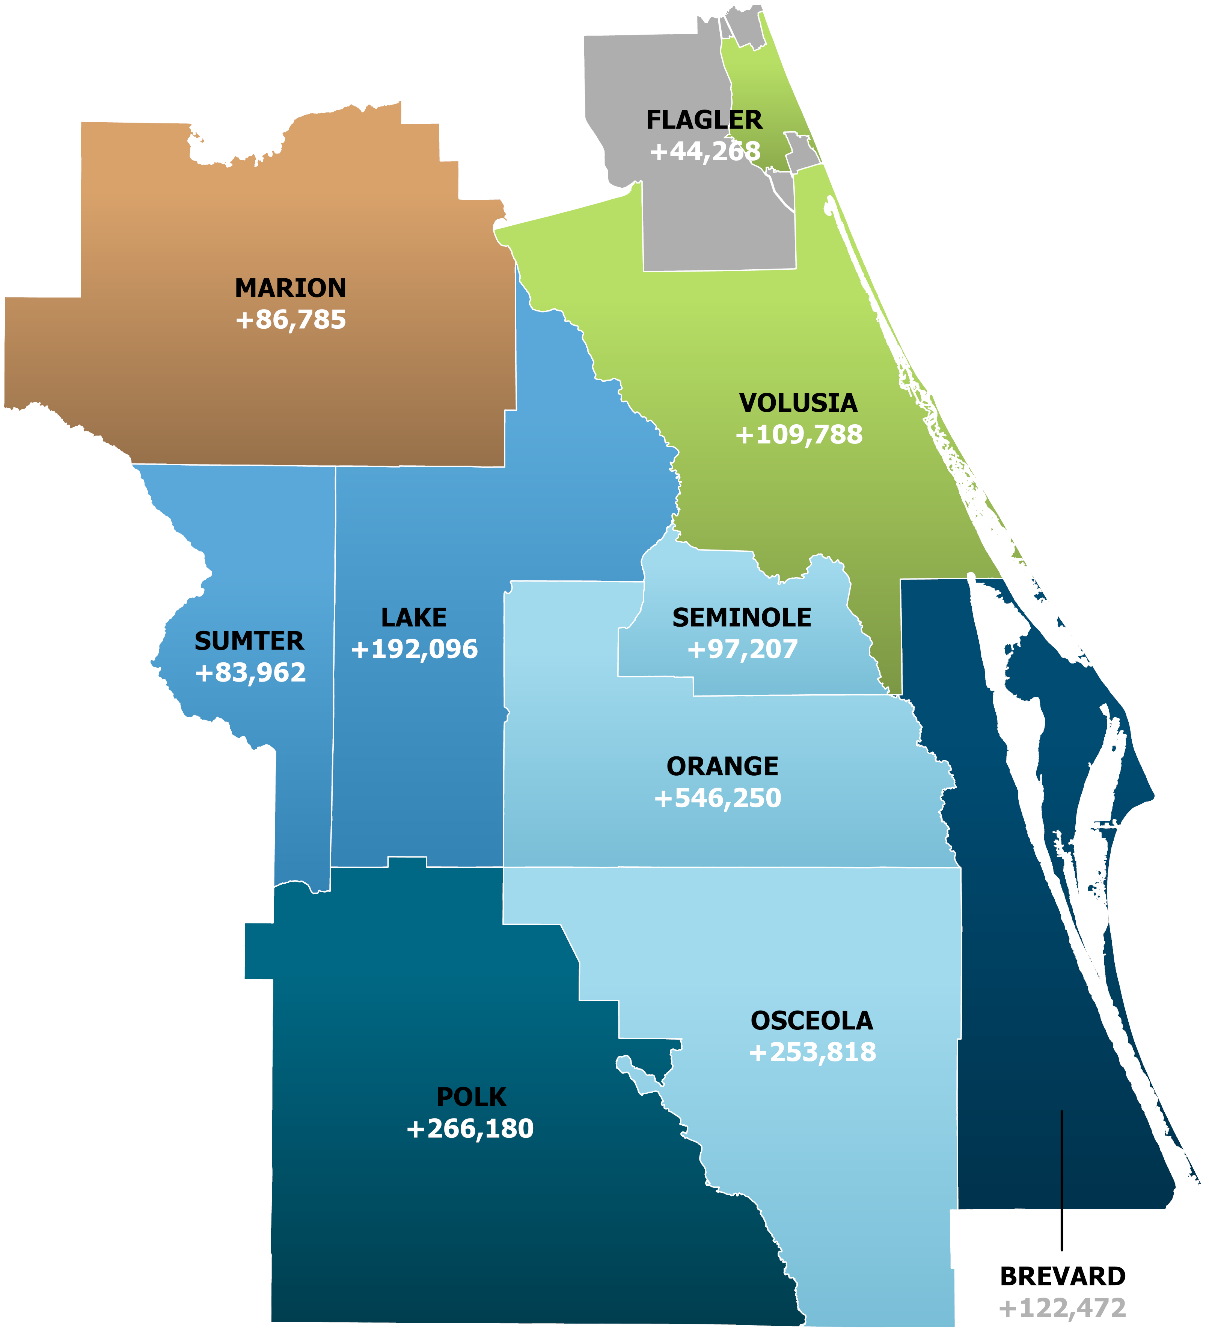 FLAGLER
+44,268
MARION
+86,785
VOLUSIA
+109,788
LAKE
+192,096
SEMINOLE
+97,207
SUMTER
+83,962
ORANGE
+546,250
OSCEOLA
+253,818
POLK
+266,180
BREVARD
+122,472